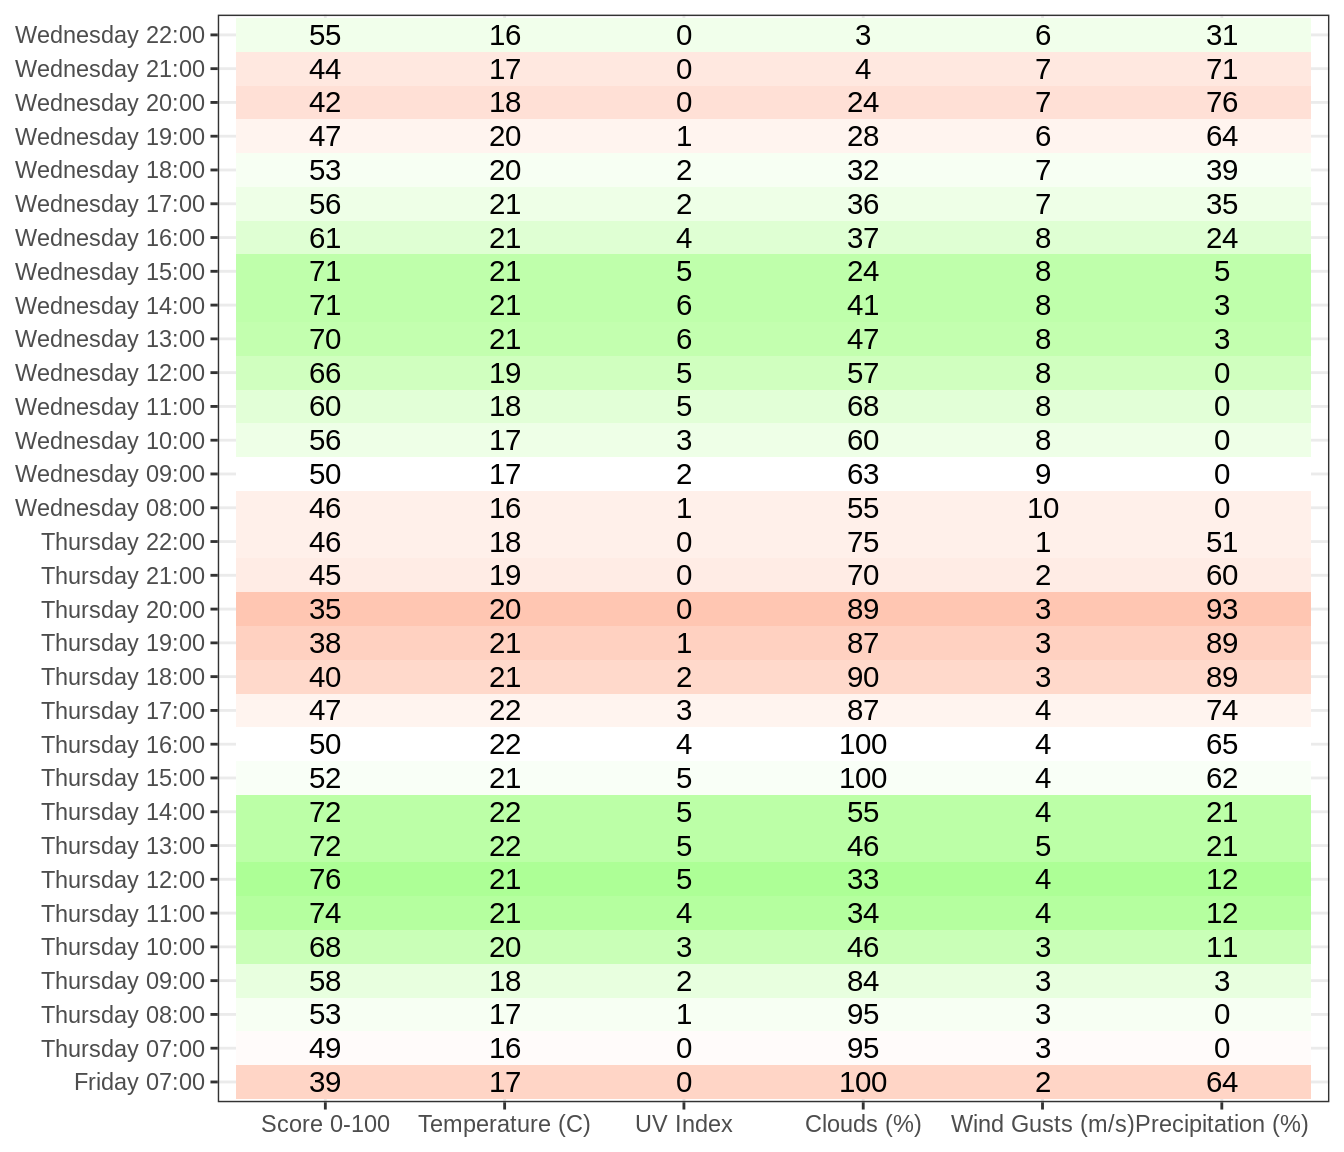 Wednesday 22:00 55 16 0 3 6 31
Wednesday 21:00 44 17 0 4 7 71
Wednesday 20:00 42 18 0 24 7 76
Wednesday 19:00 47 20 1 28 6 64
Wednesday 18:00 53 20 2 32 7 39
Wednesday 17:00 56 21 2 36 7 35
Wednesday 16:00 61 21 4 37 8 24
Wednesday 15:00 71 21 5 24 8 5
Wednesday 14:00 71 21 6 41 8 3
Wednesday 13:00 70 21 6 47 8 3
Wednesday 12:00 66 19 5 57 8 0
Wednesday 11:00 60 18 5 68 8 0
Wednesday 10:00 56 17 3 60 8 0
Wednesday 09:00 50 17 2 63 9 0
Wednesday 08:00 46 16 1 55 10 0
Thursday 22:00 46 18 0 75 1 51
Thursday 21:00 45 19 0 70 2 60
Thursday 20:00 35 20 0 89 3 93
Thursday 19:00 38 21 1 87 3 89
Thursday 18:00 40 21 2 90 3 89
Thursday 17:00 47 22 3 87 4 74
Thursday 16:00 50 22 4 100 4 65
Thursday 15:00 52 21 5 100 4 62
Thursday 14:00 72 22 5 55 4 21
Thursday 13:00 72 22 5 46 5 21
Thursday 12:00 76 21 5 33 4 12
Thursday 11:00 74 21 4 34 4 12
Thursday 10:00 68 20 3 46 3 11
Thursday 09:00 58 18 2 84 3 3
Thursday 08:00 53 17 1 95 3 0
Thursday 07:00 49 16 0 95 3 0
Friday 07:00 39 17 0 100 2 64
Score 0-100 Temperature (C) UV Index Clouds (%) Wind Gusts (m/s) Precipitation (%)